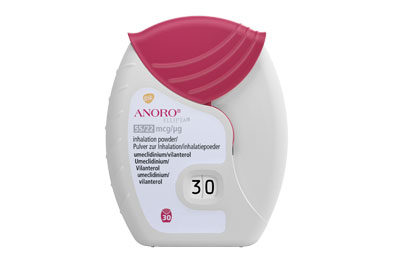 gsk
ANORO®
ELLIPTA®
55/22 mcg/µg
inhalation powder/
Pulver zur Inhalation/inhalatiepoeder
umeclidinium/vilanterol
Umeclidinium/
Vilanterol
umeclidinium/
vilanterol
30
30